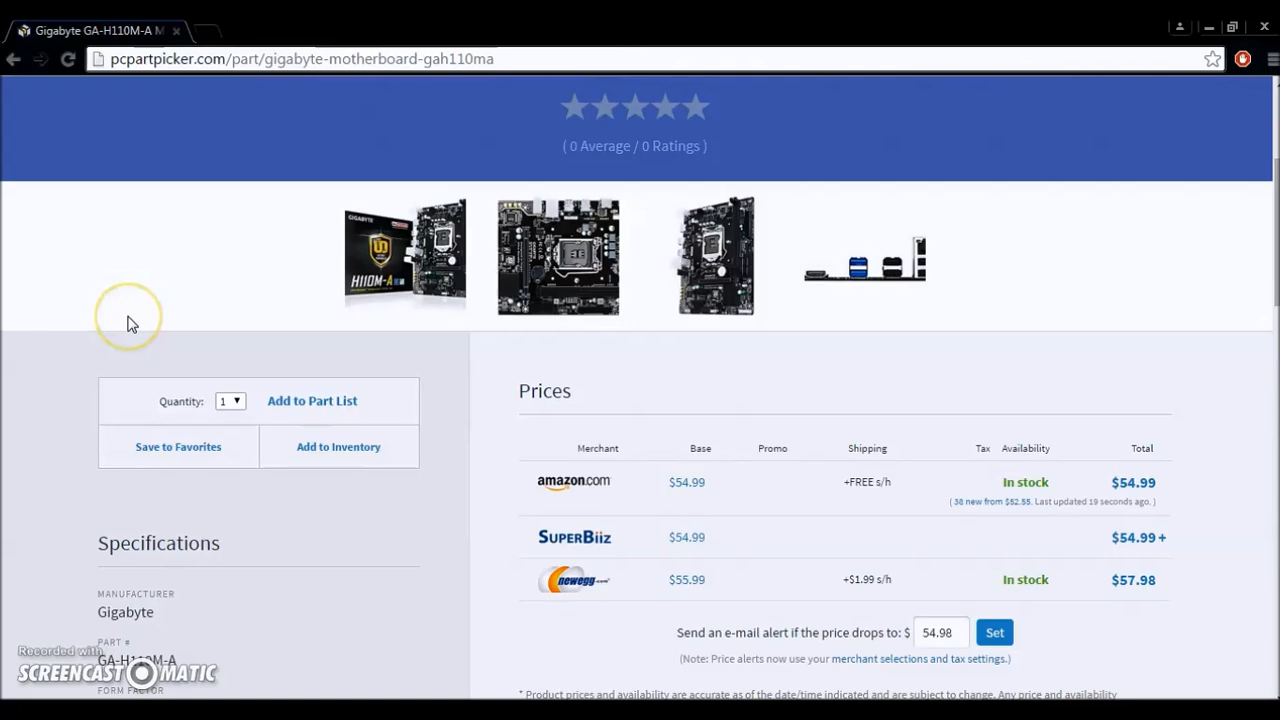 Gigabyte GA-H110M-A M
pcpartpicker.com/part/gigabyte-motherboard-gah110ma
( 0 Average / 0 Ratings )
GIGABYTE
H110M-A
Quantity: 1 Add to Part List
Save to Favorites Add to Inventory
Specifications
MANUFACTURER
Gigabyte
PART #
GA-H110M-A
FORM FACTOR
Prices
Merchant Base Promo Shipping Tax Availability Total
amazon.com $54.99 +FREE s/h In stock $54.99
( 38 new from $52.55. Last updated 19 seconds ago. )
SUPERBiiz $54.99 $54.99 +
newegg.com $55.99 +$1.99 s/h In stock $57.98
Send an e-mail alert if the price drops to: $ 54.98 Set
(Note: Price alerts now use your merchant selections and tax settings.)
* Product prices and availability are accurate as of the date/time indicated and are subject to change. Any price and availability
Recorded with
SCREENCAST MATIC